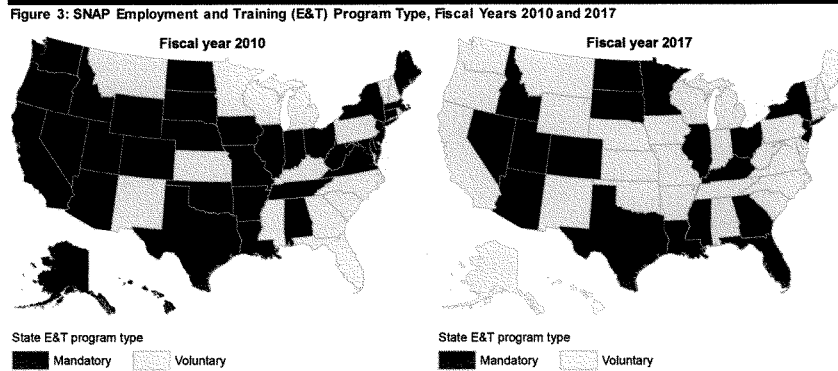 Figure 3: SNAP Employment and Training (E&T) Program Type, Fiscal Years 2010 and 2017
Fiscal year 2010
Fiscal year 2017
State E&T program type
Mandatory
Voluntary
State E&T program type
Mandatory
Voluntary